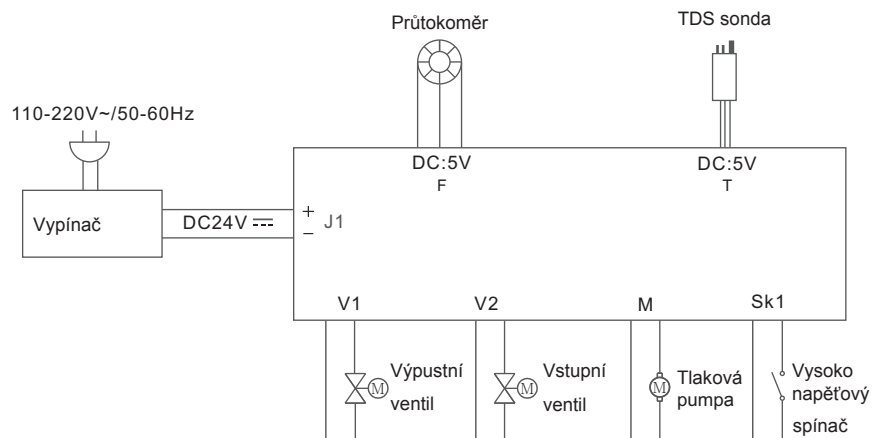 Průtokoměr
TDS sonda
110-220V~/50-60Hz
DC:5V
F
DC:5V
T
Vypínač
DC24V
+
−
J1
V1
V2
M
Sk1
M
Výpustní
ventil
M
Vstupní
ventil
M
Tlaková
pumpa
Vysoko
napěťový
spínač